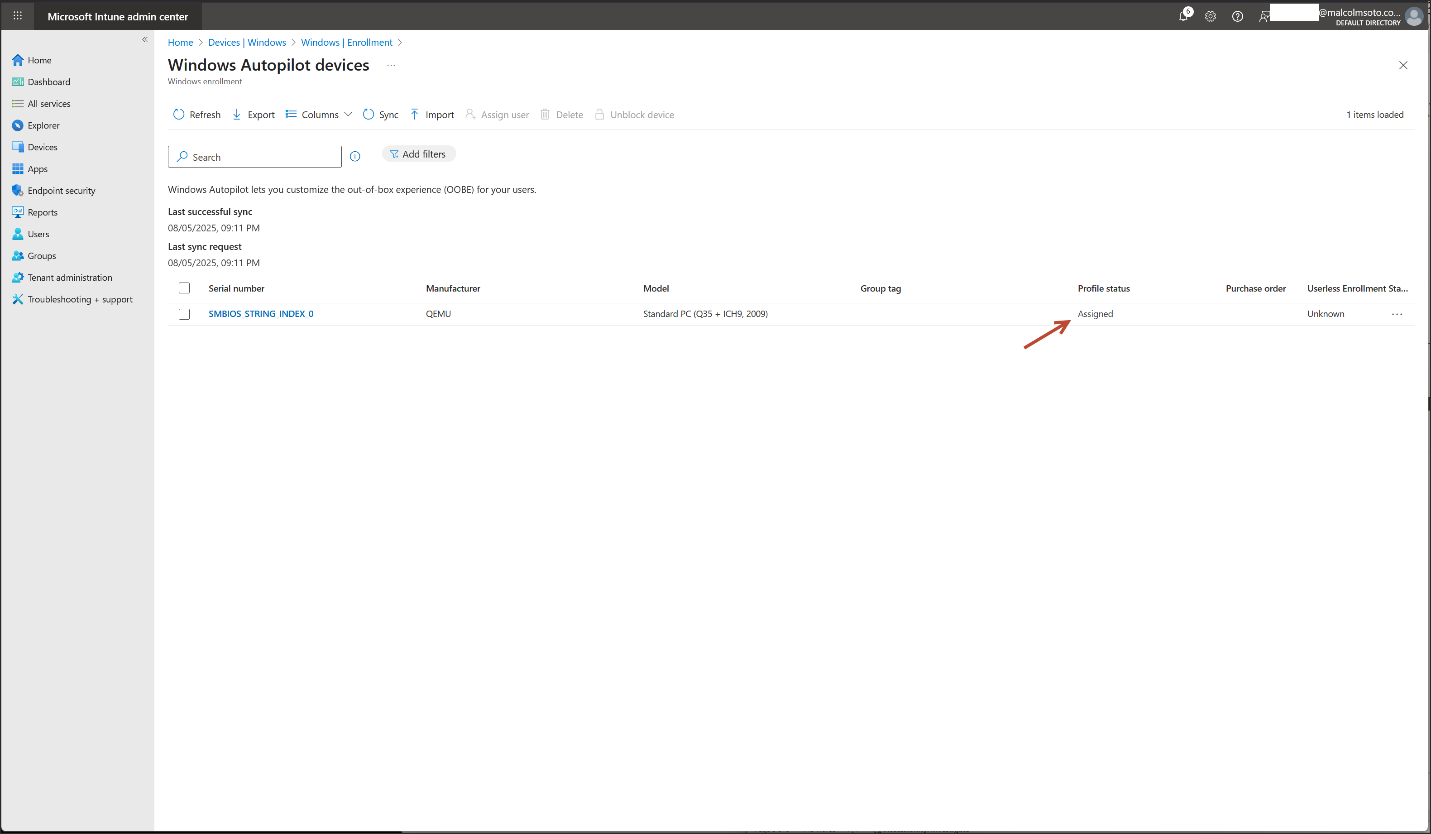 Microsoft Intune admin center
6
@malcolmsoto.co...
DEFAULT DIRECTORY
«
Home
Dashboard
All services
Explorer
Devices
Apps
Endpoint security
Reports
Users
Groups
Tenant administration
Troubleshooting + support
Home > Devices | Windows > Windows | Enrollment >
Windows Autopilot devices ...
Windows enrollment
Refresh Export Columns Sync Import Assign user Delete Unblock device 1 items loaded
Search Add filters
Windows Autopilot lets you customize the out-of-box experience (OOBE) for your users.
Last successful sync
08/05/2025, 09:11 PM
Last sync request
08/05/2025, 09:11 PM
Serial number Manufacturer Model Group tag Profile status Purchase order Userless Enrollment Sta...
SMBIOS STRING INDEX 0 QEMU Standard PC (Q35 + ICH9, 2009) Assigned Unknown ...